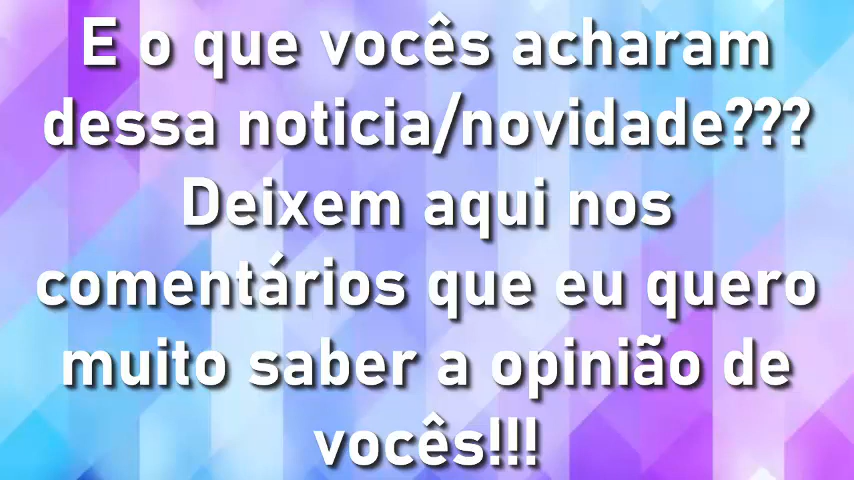 E o que vocês acharam
dessa noticia/novidade???
Deixem aqui nos
comentários que eu quero
muito saber a opinião de
vocês!!!